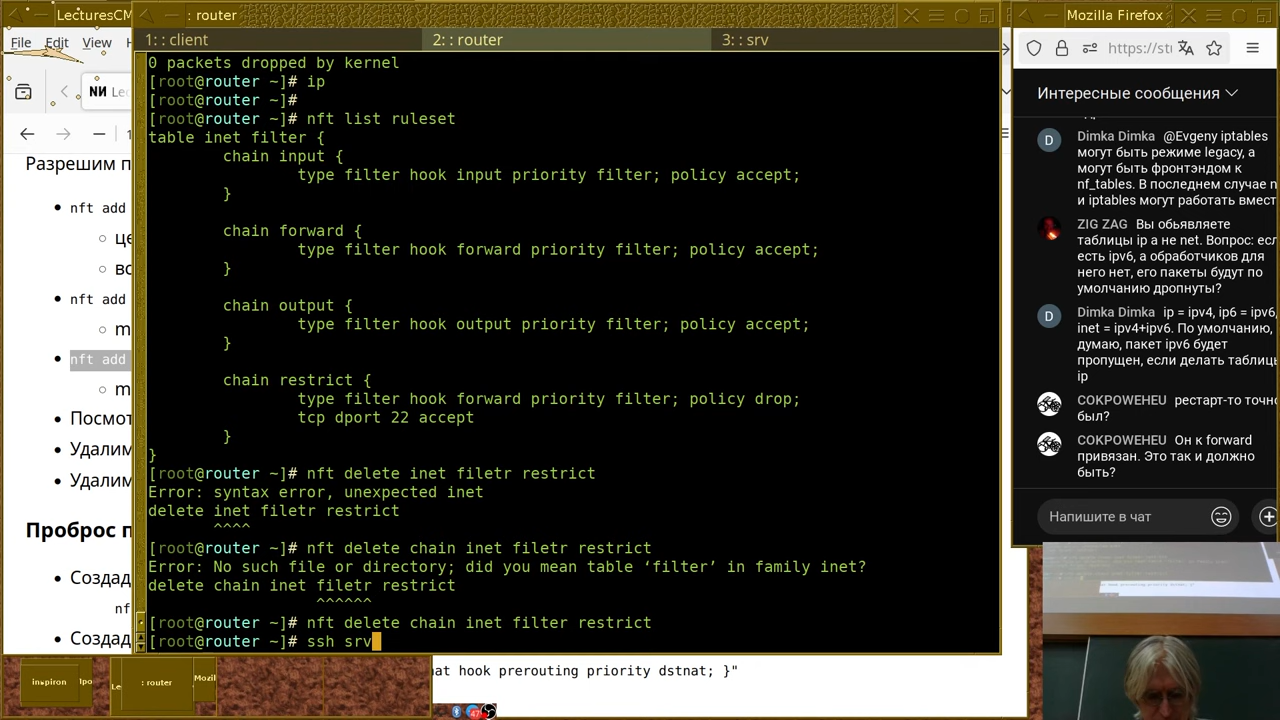 LecturesCM
: router
Mozilla Firefox
File Edit View H
1: : client
2: : router
3: : srv
https://stu
NИ Lec
Интересные сообщения
0 packets dropped by kernel
[root@router ~]# ip
[root@router ~]#
[root@router ~]# nft list ruleset
table inet filter {
chain input {
type filter hook input priority filter; policy accept;
}
chain forward {
type filter hook forward priority filter; policy accept;
}
chain output {
type filter hook output priority filter; policy accept;
}
chain restrict {
type filter hook forward priority filter; policy drop;
tcp dport 22 accept
}
}
[root@router ~]# nft delete inet filetr restrict
Error: syntax error, unexpected inet
delete inet filetr restrict
^^^^
[root@router ~]# nft delete chain inet filetr restrict
Error: No such file or directory; did you mean table ‘filter’ in family inet?
delete chain inet filetr restrict
^^^^^^
[root@router ~]# nft delete chain inet filter restrict
[root@router ~]# ssh srv
Разрешим п
• nft add
○ це
○ вс
• nft add
○ m
• nft add
○ m
• Посмот
• Удалим
• Удалим
Проброс п
• Создад
nf
• Создад
nat hook prerouting priority dstnat; }"
D
Dimka Dimka @Evgeny iptables
могут быть режиме legacy, а
могут быть фронтэндом к
nf_tables. В последнем случае n
и iptables могут работать вмест
ZIG ZAG Вы обьявляете
таблицы ip а не net. Вопрос: есл
есть ipv6, а обработчиков для
него нет, его пакеты будут по
умолчанию дропнуты?
D
Dimka Dimka ip = ipv4, ip6 = ipv6,
inet = ipv4+ipv6. По умолчанию,
думаю, пакет ipv6 будет
пропущен, если делать таблицы
ip
COKPOWEHEU рестарт-то точно
был?
COKPOWEHEU Он к forward
привязан. Это так и должно
быть?
Напишите в чат
inspiron
lpo
Le
: router
Mozil